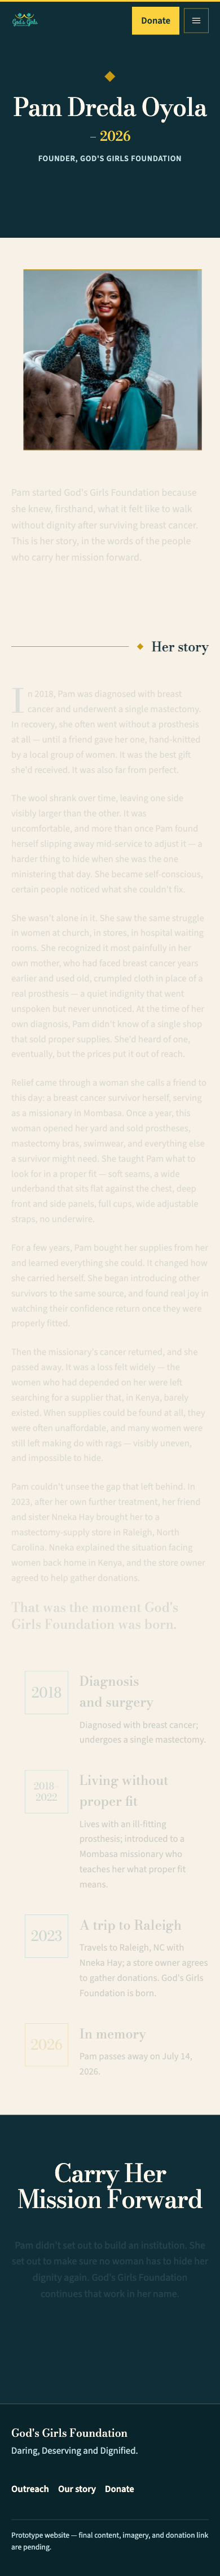 God's Girls
Donate
Pam Dreda Oyola
– 2026
FOUNDER, GOD'S GIRLS FOUNDATION
Pam started God's Girls Foundation because
she knew, firsthand, what it felt like to walk
without dignity after surviving breast cancer.
This is her story, in the words of the people
who carry her mission forward.
Her story
In 2018, Pam was diagnosed with breast
cancer and underwent a single mastectomy.
In recovery, she often went without a prosthesis
at all — until a friend gave her one, hand-knitted
by a local group of women. It was the best gift
she'd received. It was also far from perfect.
The wool shrank over time, leaving one side
visibly larger than the other. It was
uncomfortable, and more than once Pam found
herself slipping away mid-service to adjust it — a
harder thing to hide when she was the one
ministering that day. She became self-conscious,
certain people noticed what she couldn't fix.
She wasn't alone in it. She saw the same struggle
in women at church, in stores, in hospital waiting
rooms. She recognized it most painfully in her
own mother, who had faced breast cancer years
earlier and used old, crumpled cloth in place of a
real prosthesis — a quiet indignity that went
unspoken but never unnoticed. At the time of her
own diagnosis, Pam didn't know of a single shop
that sold proper supplies. She'd heard of one,
eventually, but the prices put it out of reach.
Relief came through a woman she calls a friend to
this day: a breast cancer survivor herself, serving
as a missionary in Mombasa. Once a year, this
woman opened her yard and sold prostheses,
mastectomy bras, swimwear, and everything else
a survivor might need. She taught Pam what to
look for in a proper fit — soft seams, a wide
underband that sits flat against the chest, deep
front and side panels, full cups, wide adjustable
straps, no underwire.
For a few years, Pam bought her supplies from her
and learned everything she could. It changed how
she carried herself. She began introducing other
survivors to the same source, and found real joy in
watching their confidence return once they were
properly fitted.
Then the missionary's cancer returned, and she
passed away. It was a loss felt widely — the
women who had depended on her were left
searching for a supplier that, in Kenya, barely
existed. When supplies could be found at all, they
were often unaffordable, and many women were
still left making do with rags — visibly uneven,
and impossible to hide.
Pam couldn't unsee the gap that left behind. In
2023, after her own further treatment, her friend
and sister Nneka Hay brought her to a
mastectomy-supply store in Raleigh, North
Carolina. Nneka explained the situation facing
women back home in Kenya, and the store owner
agreed to help gather donations.
That was the moment God's
Girls Foundation was born.
2018
Diagnosis
and surgery
Diagnosed with breast cancer;
undergoes a single mastectomy.
2018–
2022
Living without
proper fit
Lives with an ill-fitting
prosthesis; introduced to a
Mombasa missionary who
teaches her what proper fit
means.
2023
A trip to Raleigh
Travels to Raleigh, NC with
Nneka Hay; a store owner agrees
to gather donations. God's Girls
Foundation is born.
2026
In memory
Pam passes away on July 14,
2026.
Carry Her
Mission Forward
Pam didn't set out to build an institution. She
set out to make sure no woman has to hide her
dignity again. God's Girls Foundation
continues that work in her name.
God's Girls Foundation
Daring, Deserving and Dignified.
Outreach Our story Donate
Prototype website — final content, imagery, and donation link
are pending.